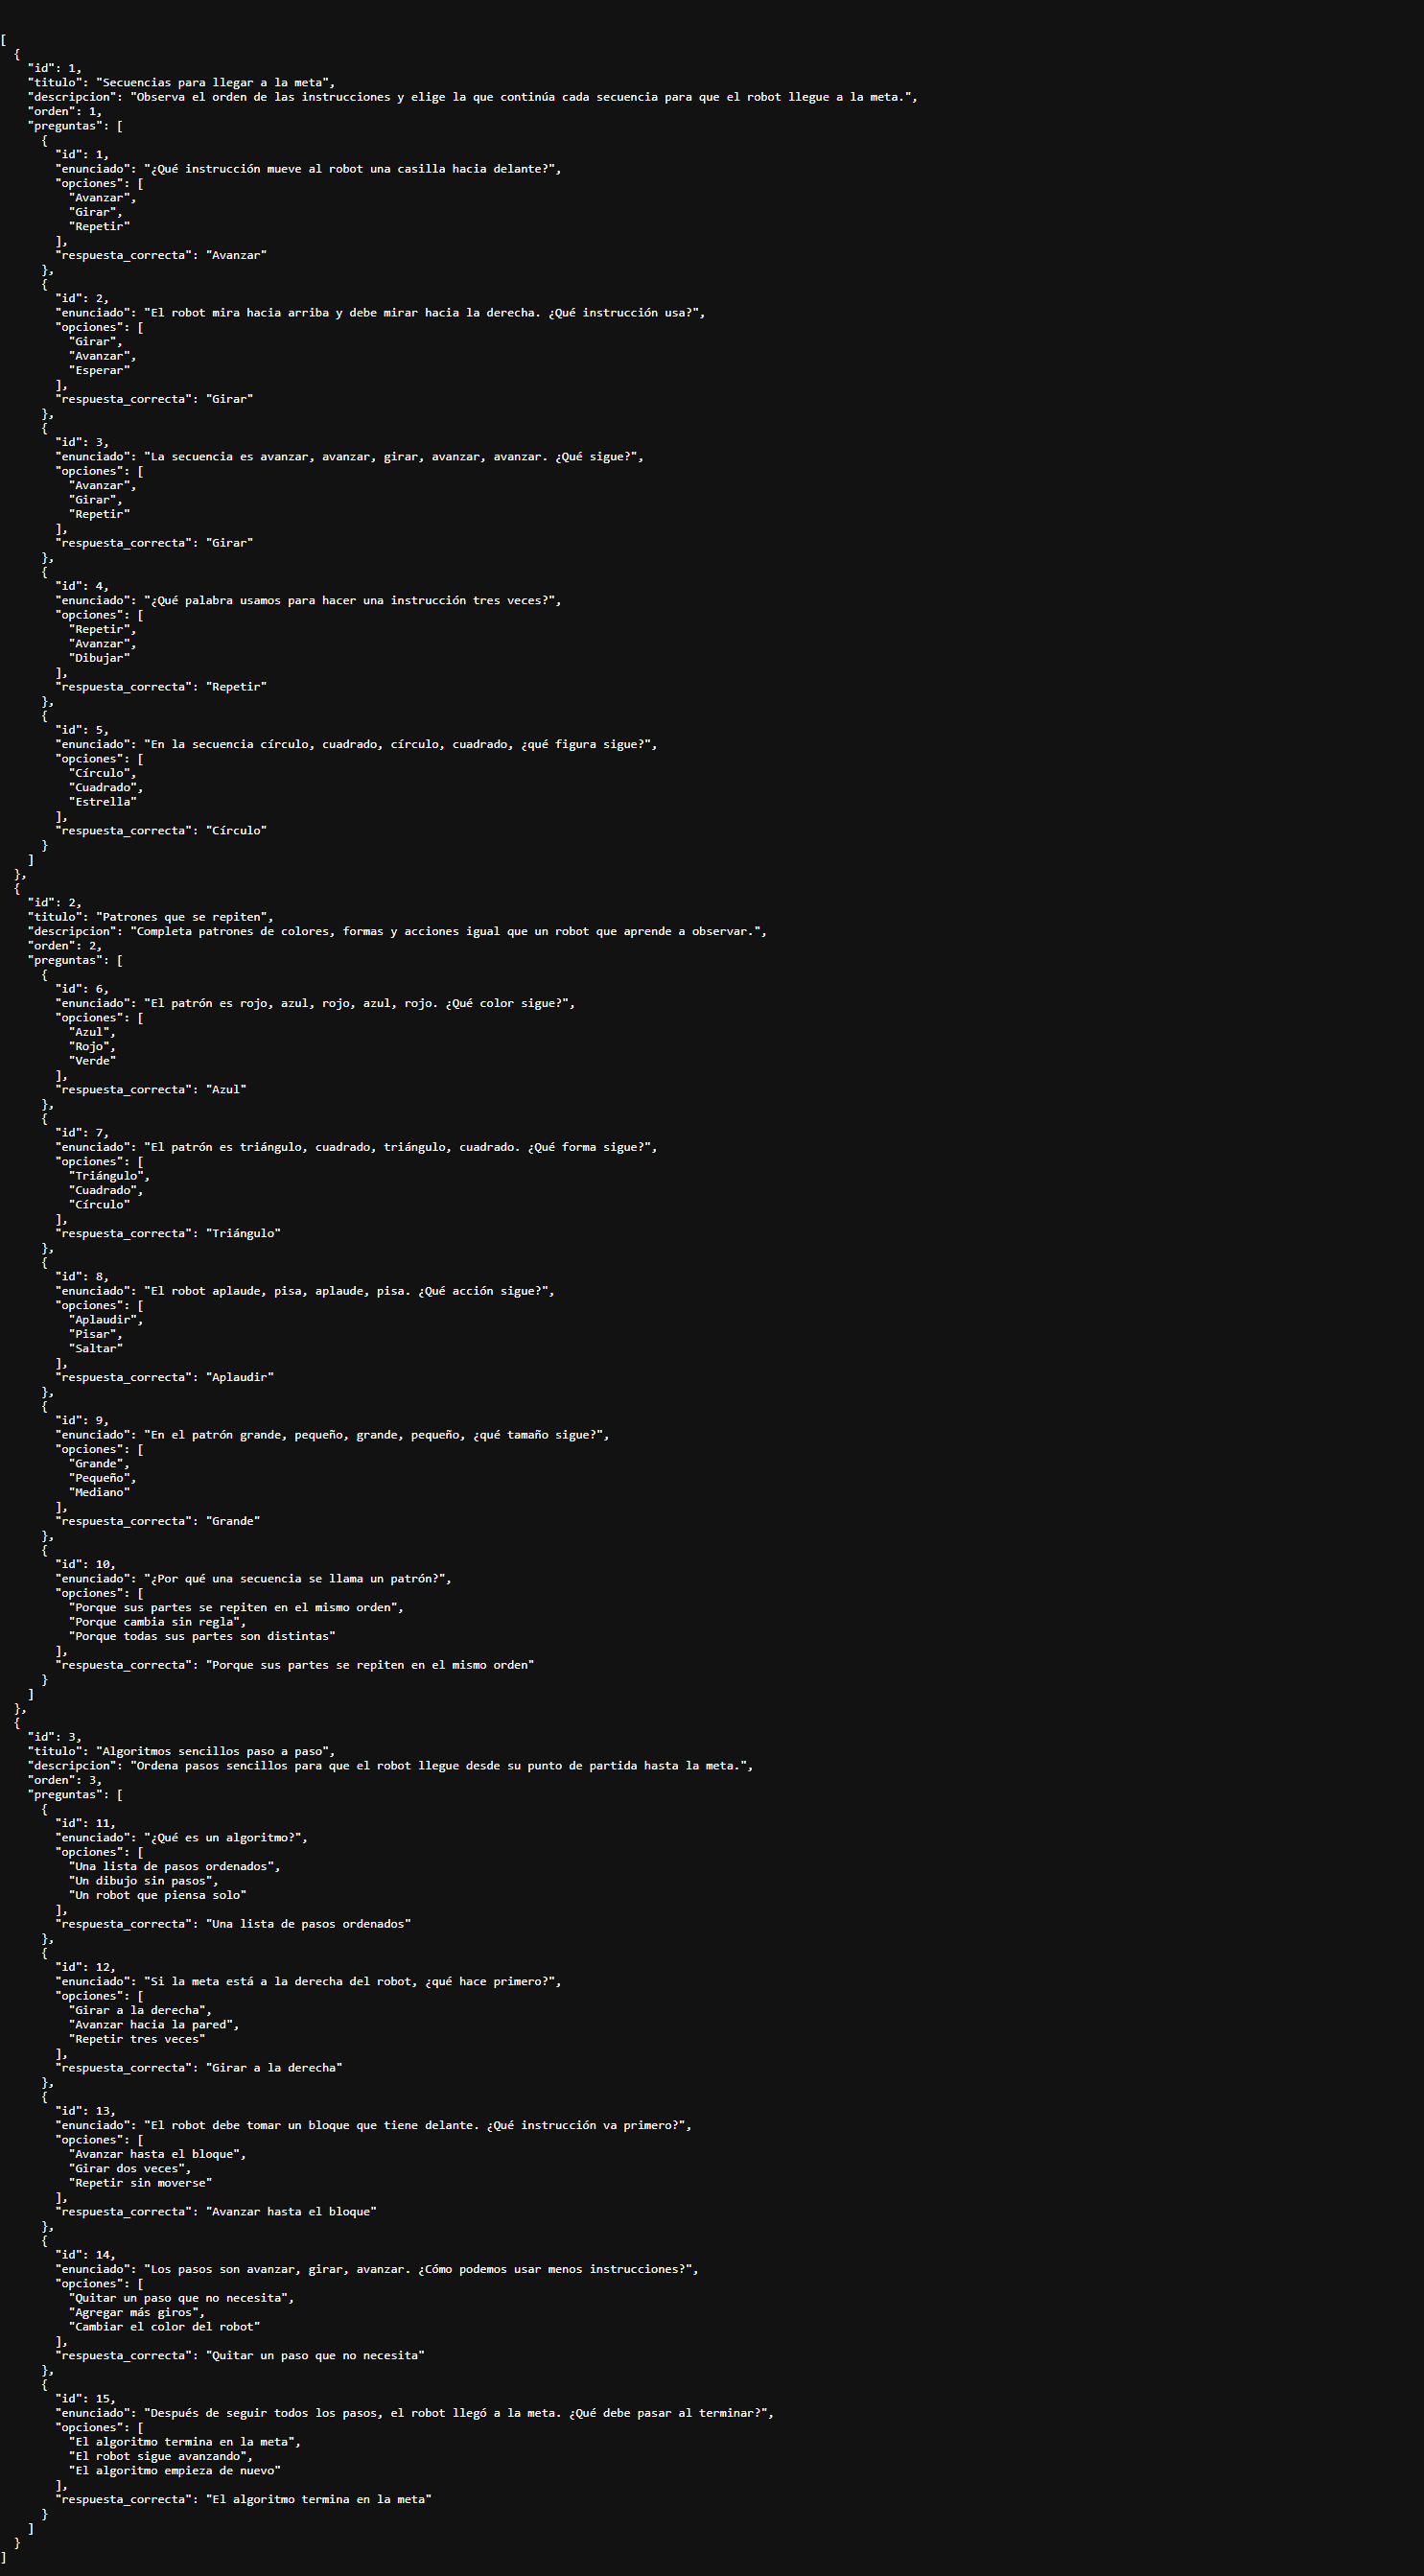 [
  {
    "id": 1,
    "titulo": "Secuencias para llegar a la meta",
    "descripcion": "Observa el orden de las instrucciones y elige la que continúa cada secuencia para que el robot llegue a la meta.",
    "orden": 1,
    "preguntas": [
      {
        "id": 1,
        "enunciado": "¿Qué instrucción mueve al robot una casilla hacia delante?",
        "opciones": [
          "Avanzar",
          "Girar",
          "Repetir"
        ],
        "respuesta_correcta": "Avanzar"
      },
      {
        "id": 2,
        "enunciado": "El robot mira hacia arriba y debe mirar hacia la derecha. ¿Qué instrucción usa?",
        "opciones": [
          "Girar",
          "Avanzar",
          "Esperar"
        ],
        "respuesta_correcta": "Girar"
      },
      {
        "id": 3,
        "enunciado": "La secuencia es avanzar, avanzar, girar, avanzar, avanzar. ¿Qué sigue?",
        "opciones": [
          "Avanzar",
          "Girar",
          "Repetir"
        ],
        "respuesta_correcta": "Girar"
      },
      {
        "id": 4,
        "enunciado": "¿Qué palabra usamos para hacer una instrucción tres veces?",
        "opciones": [
          "Repetir",
          "Avanzar",
          "Dibujar"
        ],
        "respuesta_correcta": "Repetir"
      },
      {
        "id": 5,
        "enunciado": "En la secuencia círculo, cuadrado, círculo, cuadrado, ¿qué figura sigue?",
        "opciones": [
          "Círculo",
          "Cuadrado",
          "Estrella"
        ],
        "respuesta_correcta": "Círculo"
      }
    ]
  },
  {
    "id": 2,
    "titulo": "Patrones que se repiten",
    "descripcion": "Completa patrones de colores, formas y acciones igual que un robot que aprende a observar.",
    "orden": 2,
    "preguntas": [
      {
        "id": 6,
        "enunciado": "El patrón es rojo, azul, rojo, azul, rojo. ¿Qué color sigue?",
        "opciones": [
          "Azul",
          "Rojo",
          "Verde"
        ],
        "respuesta_correcta": "Azul"
      },
      {
        "id": 7,
        "enunciado": "El patrón es triángulo, cuadrado, triángulo, cuadrado. ¿Qué forma sigue?",
        "opciones": [
          "Triángulo",
          "Cuadrado",
          "Círculo"
        ],
        "respuesta_correcta": "Triángulo"
      },
      {
        "id": 8,
        "enunciado": "El robot aplaude, pisa, aplaude, pisa. ¿Qué acción sigue?",
        "opciones": [
          "Aplaudir",
          "Pisar",
          "Saltar"
        ],
        "respuesta_correcta": "Aplaudir"
      },
      {
        "id": 9,
        "enunciado": "En el patrón grande, pequeño, grande, pequeño, ¿qué tamaño sigue?",
        "opciones": [
          "Grande",
          "Pequeño",
          "Mediano"
        ],
        "respuesta_correcta": "Grande"
      },
      {
        "id": 10,
        "enunciado": "¿Por qué una secuencia se llama un patrón?",
        "opciones": [
          "Porque sus partes se repiten en el mismo orden",
          "Porque cambia sin regla",
          "Porque todas sus partes son distintas"
        ],
        "respuesta_correcta": "Porque sus partes se repiten en el mismo orden"
      }
    ]
  },
  {
    "id": 3,
    "titulo": "Algoritmos sencillos paso a paso",
    "descripcion": "Ordena pasos sencillos para que el robot llegue desde su punto de partida hasta la meta.",
    "orden": 3,
    "preguntas": [
      {
        "id": 11,
        "enunciado": "¿Qué es un algoritmo?",
        "opciones": [
          "Una lista de pasos ordenados",
          "Un dibujo sin pasos",
          "Un robot que piensa solo"
        ],
        "respuesta_correcta": "Una lista de pasos ordenados"
      },
      {
        "id": 12,
        "enunciado": "Si la meta está a la derecha del robot, ¿qué hace primero?",
        "opciones": [
          "Girar a la derecha",
          "Avanzar hacia la pared",
          "Repetir tres veces"
        ],
        "respuesta_correcta": "Girar a la derecha"
      },
      {
        "id": 13,
        "enunciado": "El robot debe tomar un bloque que tiene delante. ¿Qué instrucción va primero?",
        "opciones": [
          "Avanzar hasta el bloque",
          "Girar dos veces",
          "Repetir sin moverse"
        ],
        "respuesta_correcta": "Avanzar hasta el bloque"
      },
      {
        "id": 14,
        "enunciado": "Los pasos son avanzar, girar, avanzar. ¿Cómo podemos usar menos instrucciones?",
        "opciones": [
          "Quitar un paso que no necesita",
          "Agregar más giros",
          "Cambiar el color del robot"
        ],
        "respuesta_correcta": "Quitar un paso que no necesita"
      },
      {
        "id": 15,
        "enunciado": "Después de seguir todos los pasos, el robot llegó a la meta. ¿Qué debe pasar al terminar?",
        "opciones": [
          "El algoritmo termina en la meta",
          "El robot sigue avanzando",
          "El algoritmo empieza de nuevo"
        ],
        "respuesta_correcta": "El algoritmo termina en la meta"
      }
    ]
  }
]